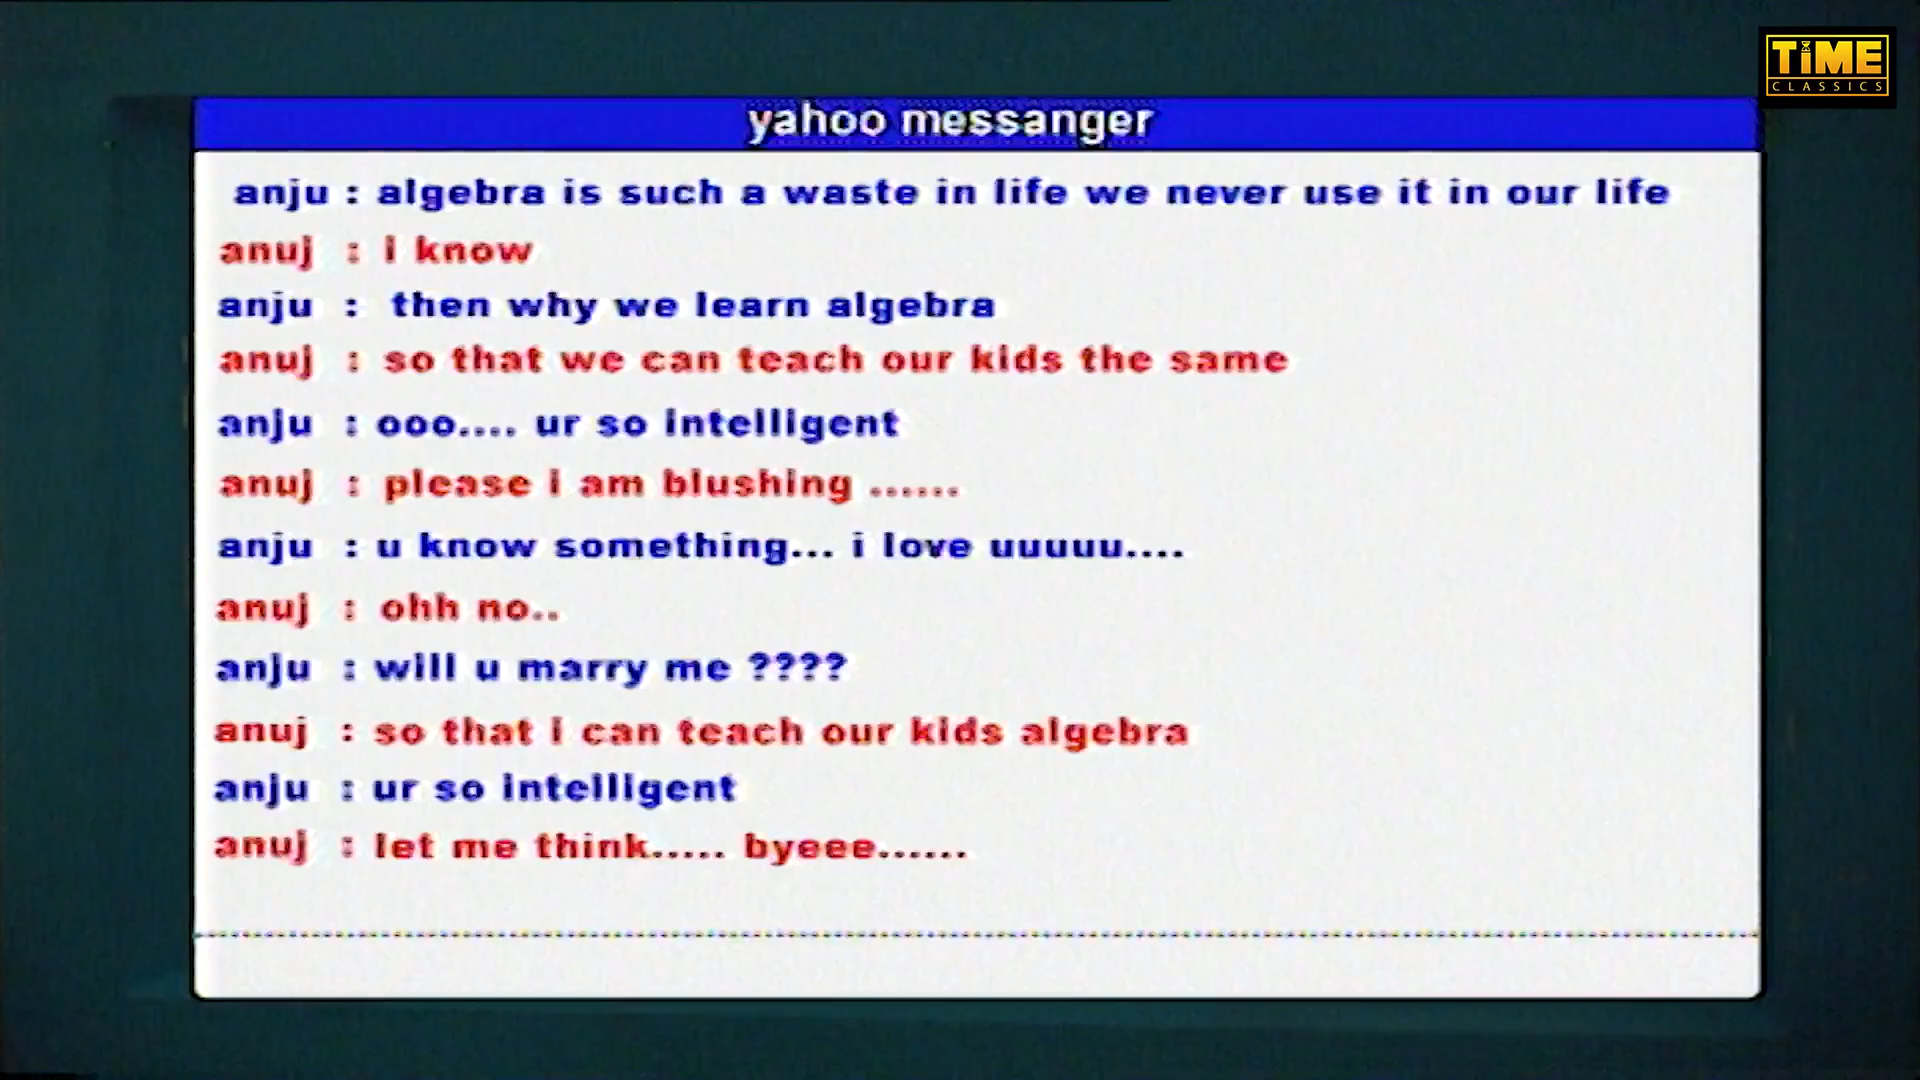 TiME
CLASSICS
yahoo messanger
anju : algebra is such a waste in life we never use it in our life
anuj : i know
anju : then why we learn algebra
anuj : so that we can teach our kids the same
anju : ooo.... ur so intelligent
anuj : please i am blushing ......
anju : u know something... i love uuuuu....
anuj : ohh no..
anju : will u marry me ????
anuj : so that i can teach our kids algebra
anju : ur so intelligent
anuj : let me think..... byeee......